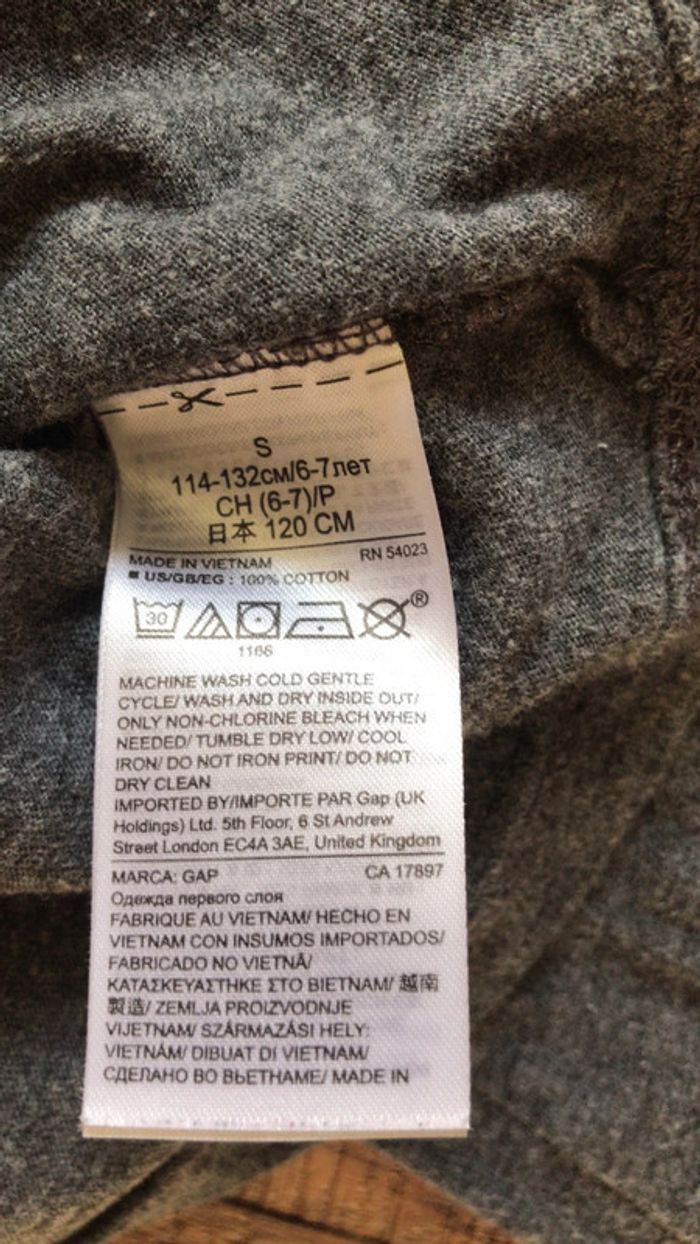 S
114-132см/6-7лет
CH (6-7)/P
日本 120 CM
MADE IN VIETNAM RN 54023
■ US/GB/EG : 100% COTTON
30 ®
1166
MACHINE WASH COLD GENTLE
CYCLE/ WASH AND DRY INSIDE OUT/
ONLY NON-CHLORINE BLEACH WHEN
NEEDED/ TUMBLE DRY LOW/ COOL
IRON/ DO NOT IRON PRINT/ DO NOT
DRY CLEAN
IMPORTED BY/IMPORTE PAR Gap (UK
Holdings) Ltd. 5th Floor, 6 St Andrew
Street London EC4A 3AE, United Kingdom
MARCA: GAP CA 17897
Одежда первого слоя
FABRIQUE AU VIETNAM/ HECHO EN
VIETNAM CON INSUMOS IMPORTADOS/
FABRICADO NO VIETNÃ/
ΚΑΤΑΣΚΕΥΑΣΤΗΚΕ ΣΤΟ ΒΙΕΤΝΑΜ/ 越南
製造/ ZEMLJA PROIZVODNJE
VIJETNAM/ SZÁRMAZÁSI HELY:
VIETNÁM/ DIBUAT DI VIETNAM/
СДЕЛАНО ВО ВЬЕТНАМЕ/ MADE IN